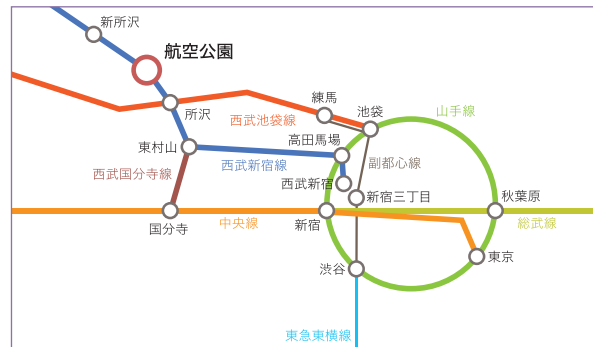 新所沢
航空公園
所沢
西武池袋線
練馬
池袋
山手線
東村山
高田馬場
西武新宿線
副都心線
西武国分寺線
西武新宿
新宿三丁目
秋葉原
国分寺
中央線
新宿
総武線
東京
渋谷
東急東横線